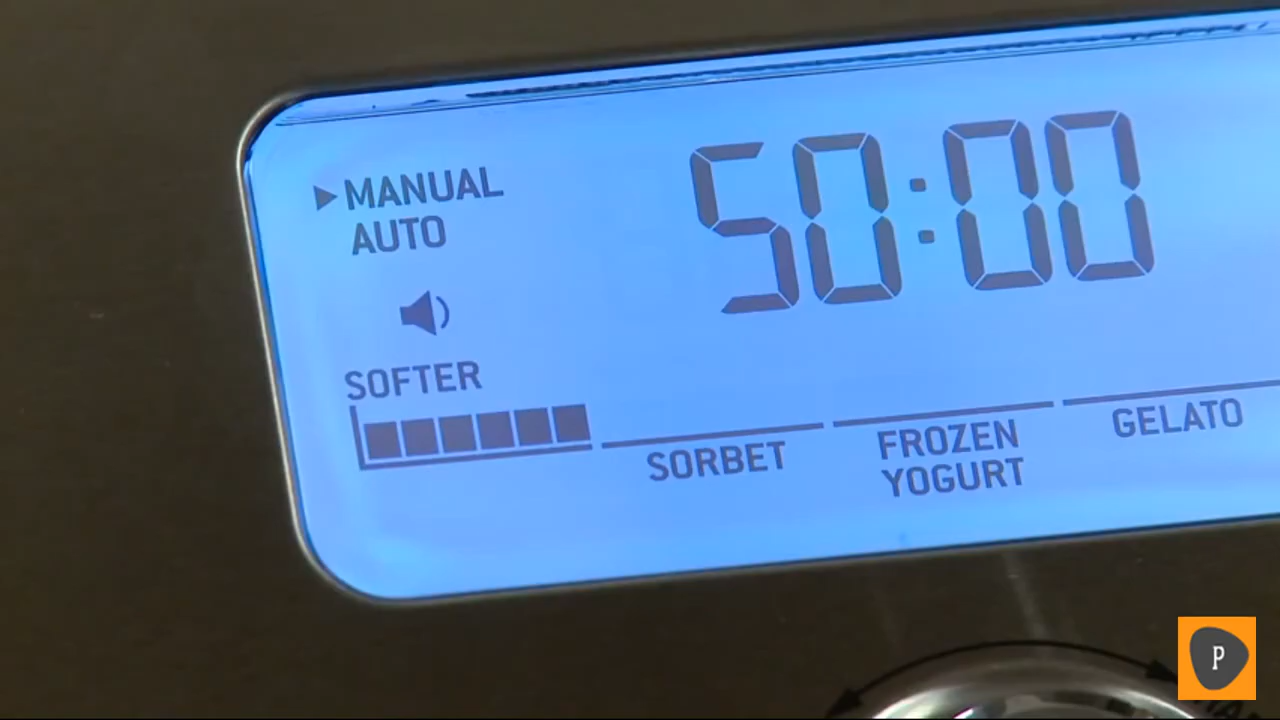 MANUAL
AUTO
50:00
SOFTER
SORBET
FROZEN
YOGURT
GELATO
P